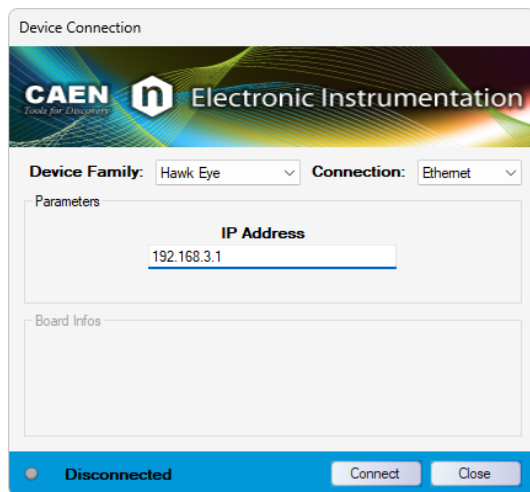 Device Connection
CAEN n Electronic Instrumentation
Tools for Discovery
Device Family: Hawk Eye Connection: Ethernet
Parameters
IP Address
192.168.3.1
Board Infos
Disconnected Connect Close